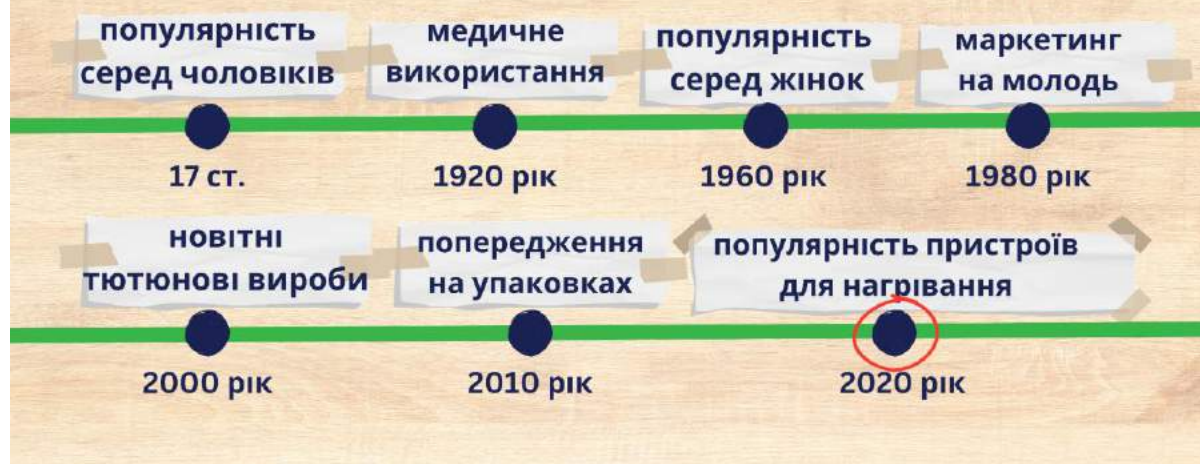 популярність
серед чоловіків
медичне
використання
популярність
серед жінок
маркетинг
на молодь
17 ст.
1920 рік
1960 рік
1980 рік
новітні
тютюнові вироби
попередження
на упаковках
популярність пристроїв
для нагрівання
2000 рік
2010 рік
2020 рік